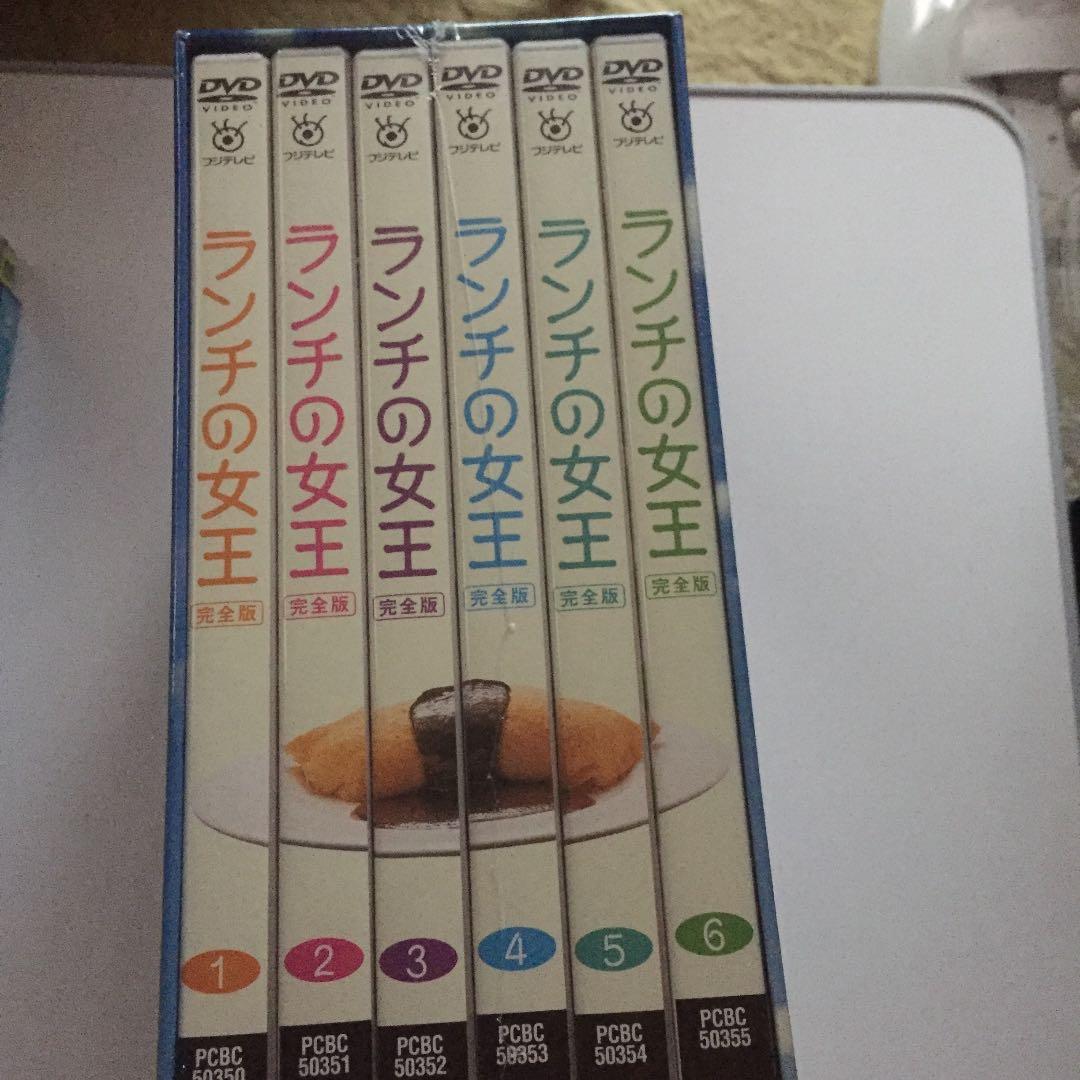 DVD
VIDEO
フジテレビ
ランチの女王
完全版
1
PCBC
50350
DVD
VIDEO
フジテレビ
ランチの女王
完全版
2
PCBC
50351
DVD
VIDEO
フジテレビ
ランチの女王
完全版
3
PCBC
50352
DVD
VIDEO
フジテレビ
ランチの女王
完全版
4
PCBC
50353
DVD
VIDEO
フジテレビ
ランチの女王
完全版
5
PCBC
50354
DVD
VIDEO
フジテレビ
ランチの女王
完全版
6
PCBC
50355